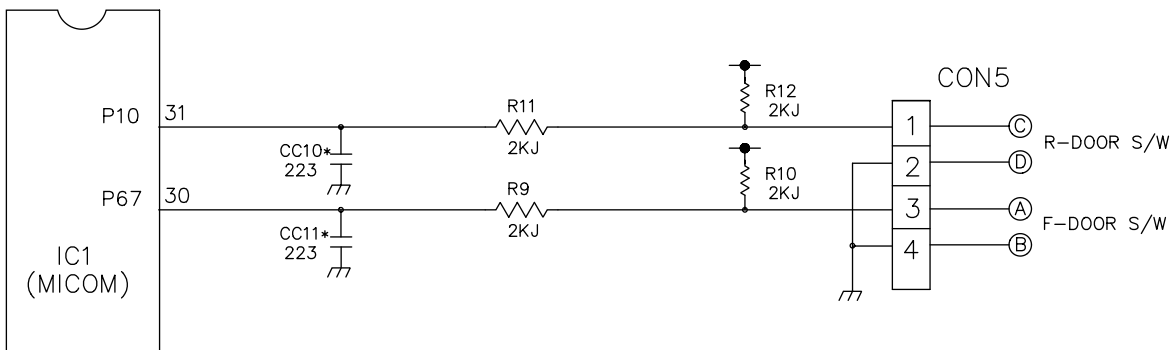 CON5
R12
2KJ
P10
31
R11
2KJ
CC10*
223
1
C
R-DOOR S/W
2
D
R10
2KJ
P67
30
R9
2KJ
CC11*
223
3
A
F-DOOR S/W
4
B
IC1
(MICOM)